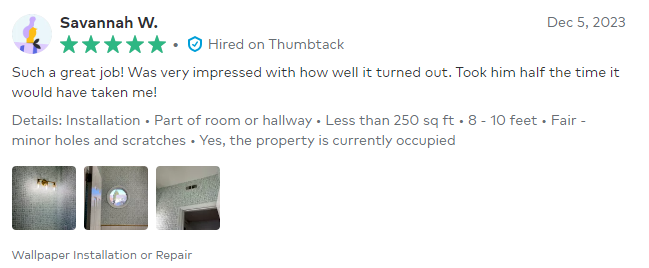 Savannah W.
Dec 5, 2023
• Hired on Thumbtack
Such a great job! Was very impressed with how well it turned out. Took him half the time it
would have taken me!
Details: Installation • Part of room or hallway • Less than 250 sq ft • 8 - 10 feet • Fair -
minor holes and scratches • Yes, the property is currently occupied
Wallpaper Installation or Repair